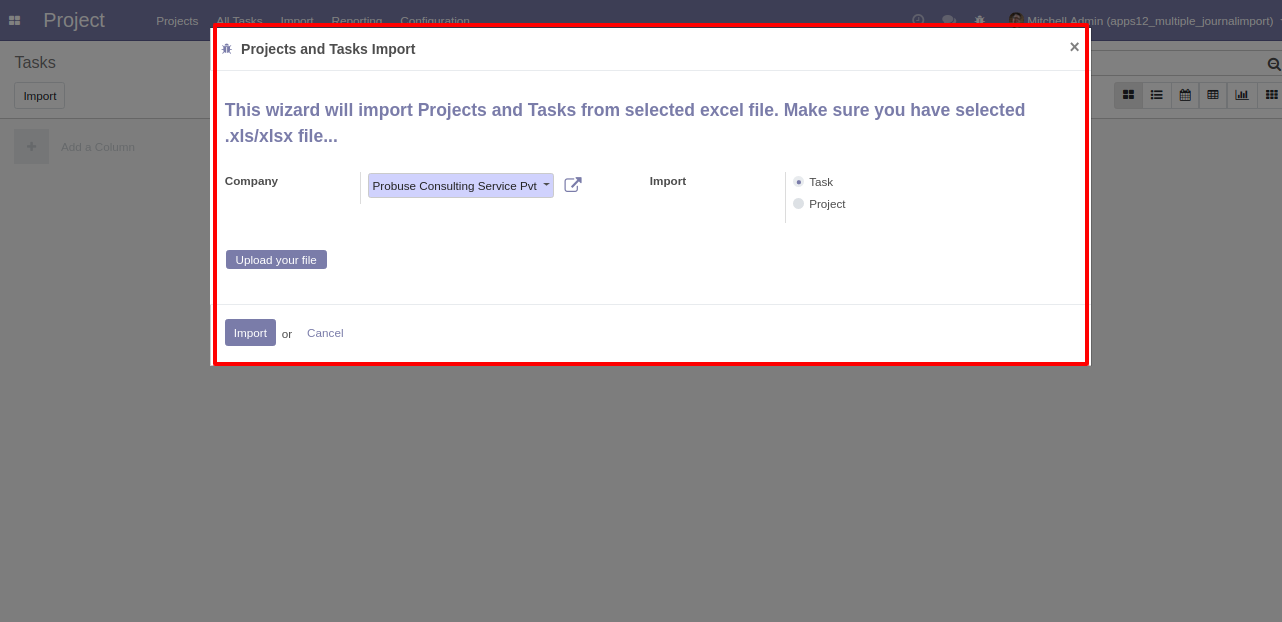 Project Projects All Tasks Import Reporting Configuration Mitchell Admin (apps12_multiple_journalimport)
Tasks
Import
+ Add a Column
Projects and Tasks Import ×
This wizard will import Projects and Tasks from selected excel file. Make sure you have selected
.xls/xlsx file...
Company Probuse Consulting Service Pvt Import Task
Project
Upload your file
Import or Cancel